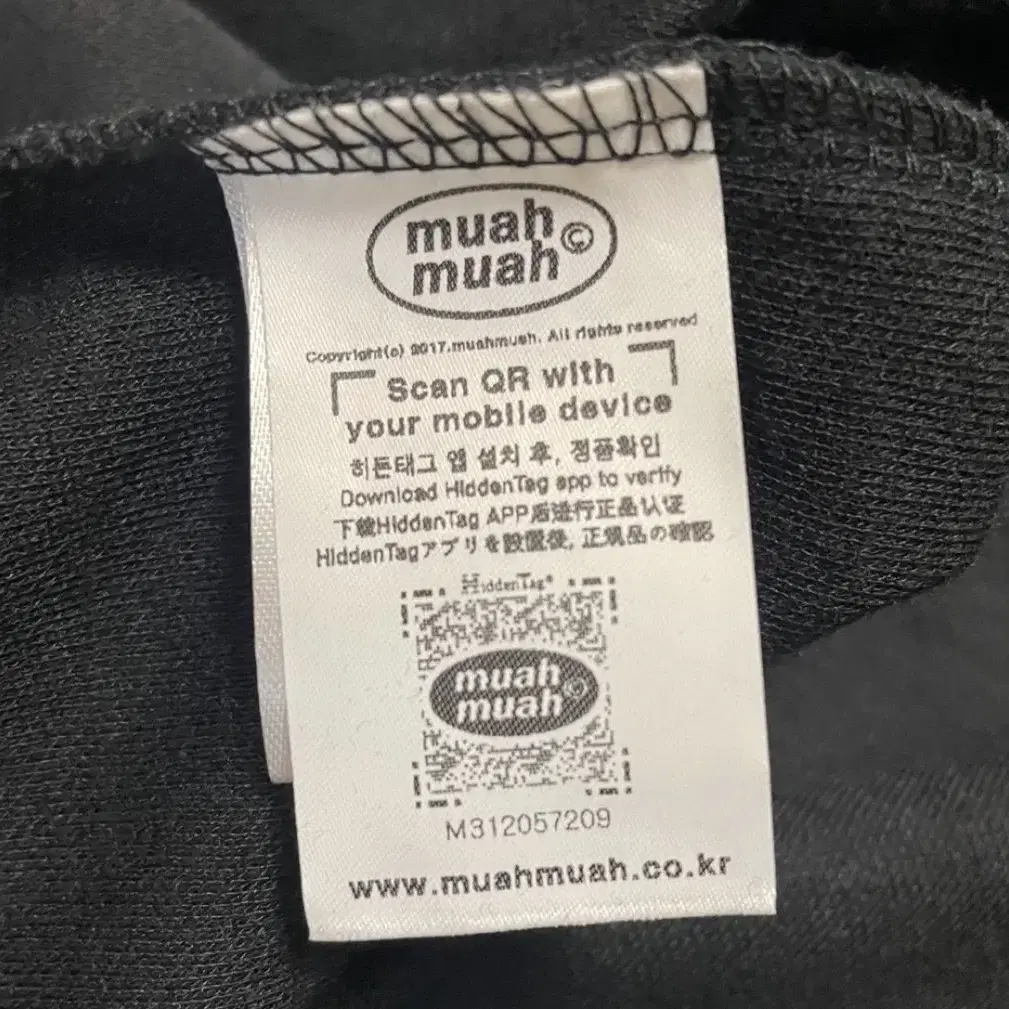 muah
muah©
Copyright(c) 2017.muahmuah. All rights reserved
Scan QR with
your mobile device
히든태그 앱 설치 후, 정품확인
Download HiddenTag app to verify
下载HiddenTag APP后进行正品认证
HiddenTagアプリを設置後, 正規品の確認
HiddenTag®
muah
muah©
M312057209
www.muahmuah.co.kr